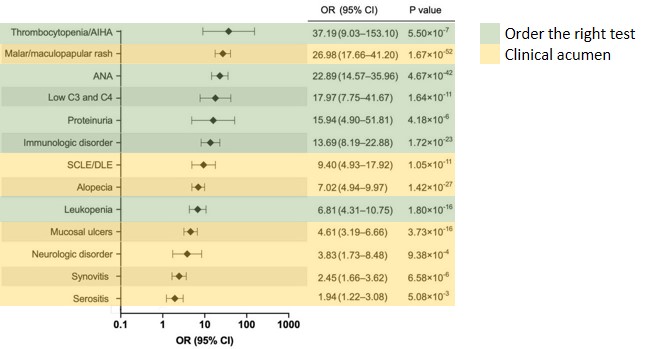 OR (95% CI) P value
Thrombocytopenia/AIHA 37.19 (9.03–153.10) 5.50×10⁻⁷
Malar/maculopapular rash 26.98 (17.66–41.20) 1.67×10⁻⁵²
ANA 22.89 (14.57–35.96) 4.67×10⁻⁴²
Low C3 and C4 17.97 (7.75–41.67) 1.64×10⁻¹¹
Proteinuria 15.94 (4.90–51.81) 4.18×10⁻⁶
Immunologic disorder 13.69 (8.19–22.88) 1.72×10⁻²³
SCLE/DLE 9.40 (4.93–17.92) 1.05×10⁻¹¹
Alopecia 7.02 (4.94–9.97) 1.42×10⁻²⁷
Leukopenia 6.81 (4.31–10.75) 1.80×10⁻¹⁶
Mucosal ulcers 4.61 (3.19–6.66) 3.73×10⁻¹⁶
Neurologic disorder 3.83 (1.73–8.48) 9.38×10⁻⁴
Synovitis 2.45 (1.66–3.62) 6.58×10⁻⁶
Serositis 1.94 (1.22–3.08) 5.08×10⁻³
0.1 1 10 100 1000
OR (95% CI)
Order the right test
Clinical acumen